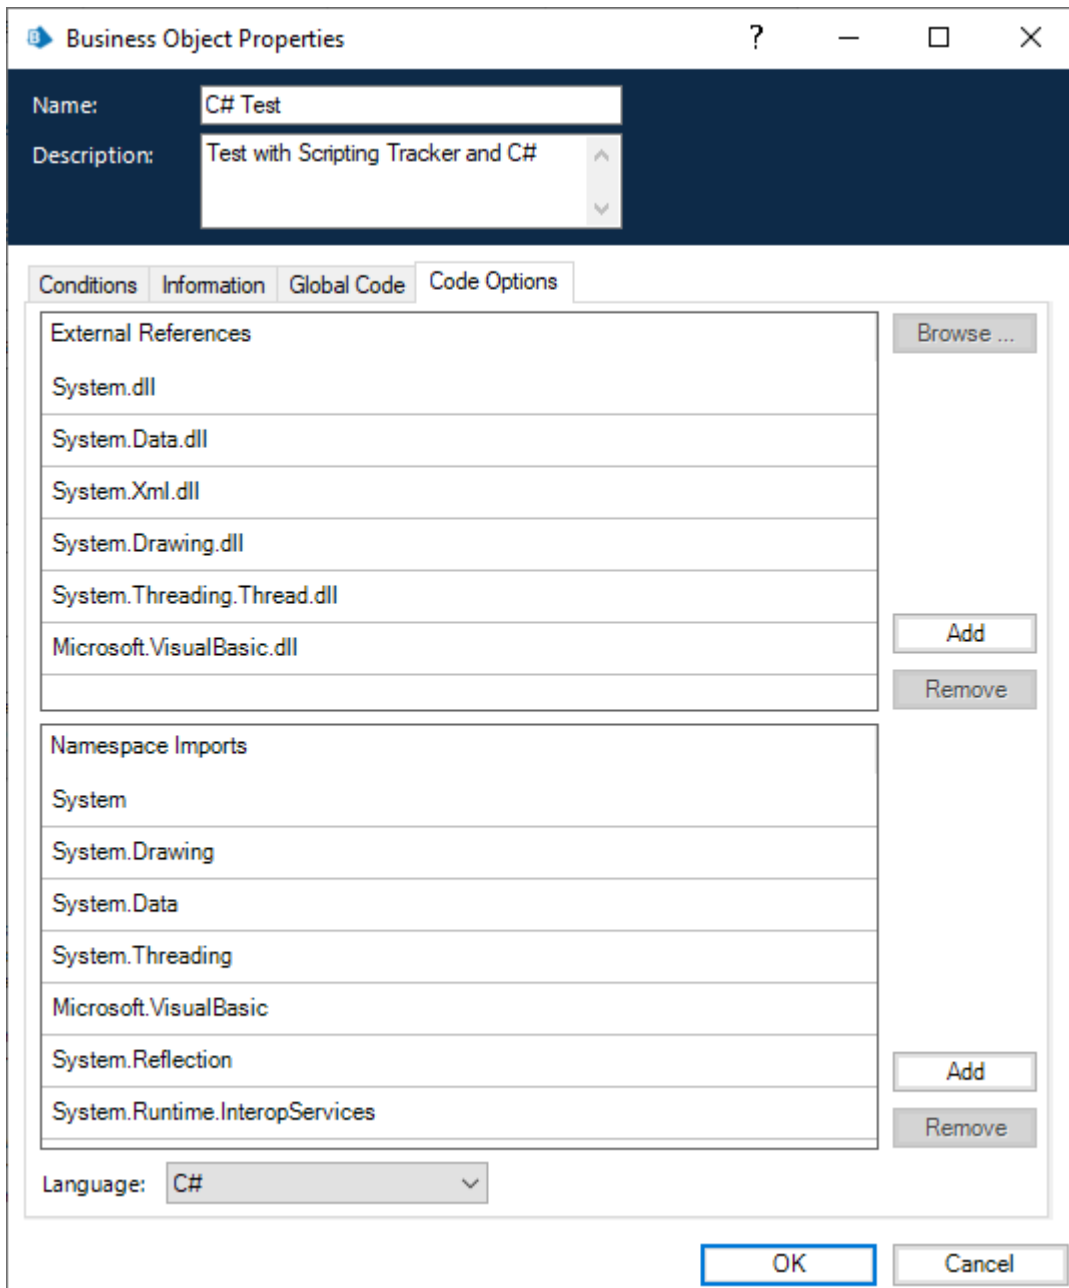 Business Object Properties
Name: C# Test
Description: Test with Scripting Tracker and C#
Conditions Information Global Code Code Options
External References
Browse ...
System.dll
System.Data.dll
System.Xml.dll
System.Drawing.dll
System.Threading.Thread.dll
Microsoft.VisualBasic.dll
Add
Remove
Namespace Imports
System
System.Drawing
System.Data
System.Threading
Microsoft.VisualBasic
System.Reflection
System.Runtime.InteropServices
Add
Remove
Language: C#
OK Cancel